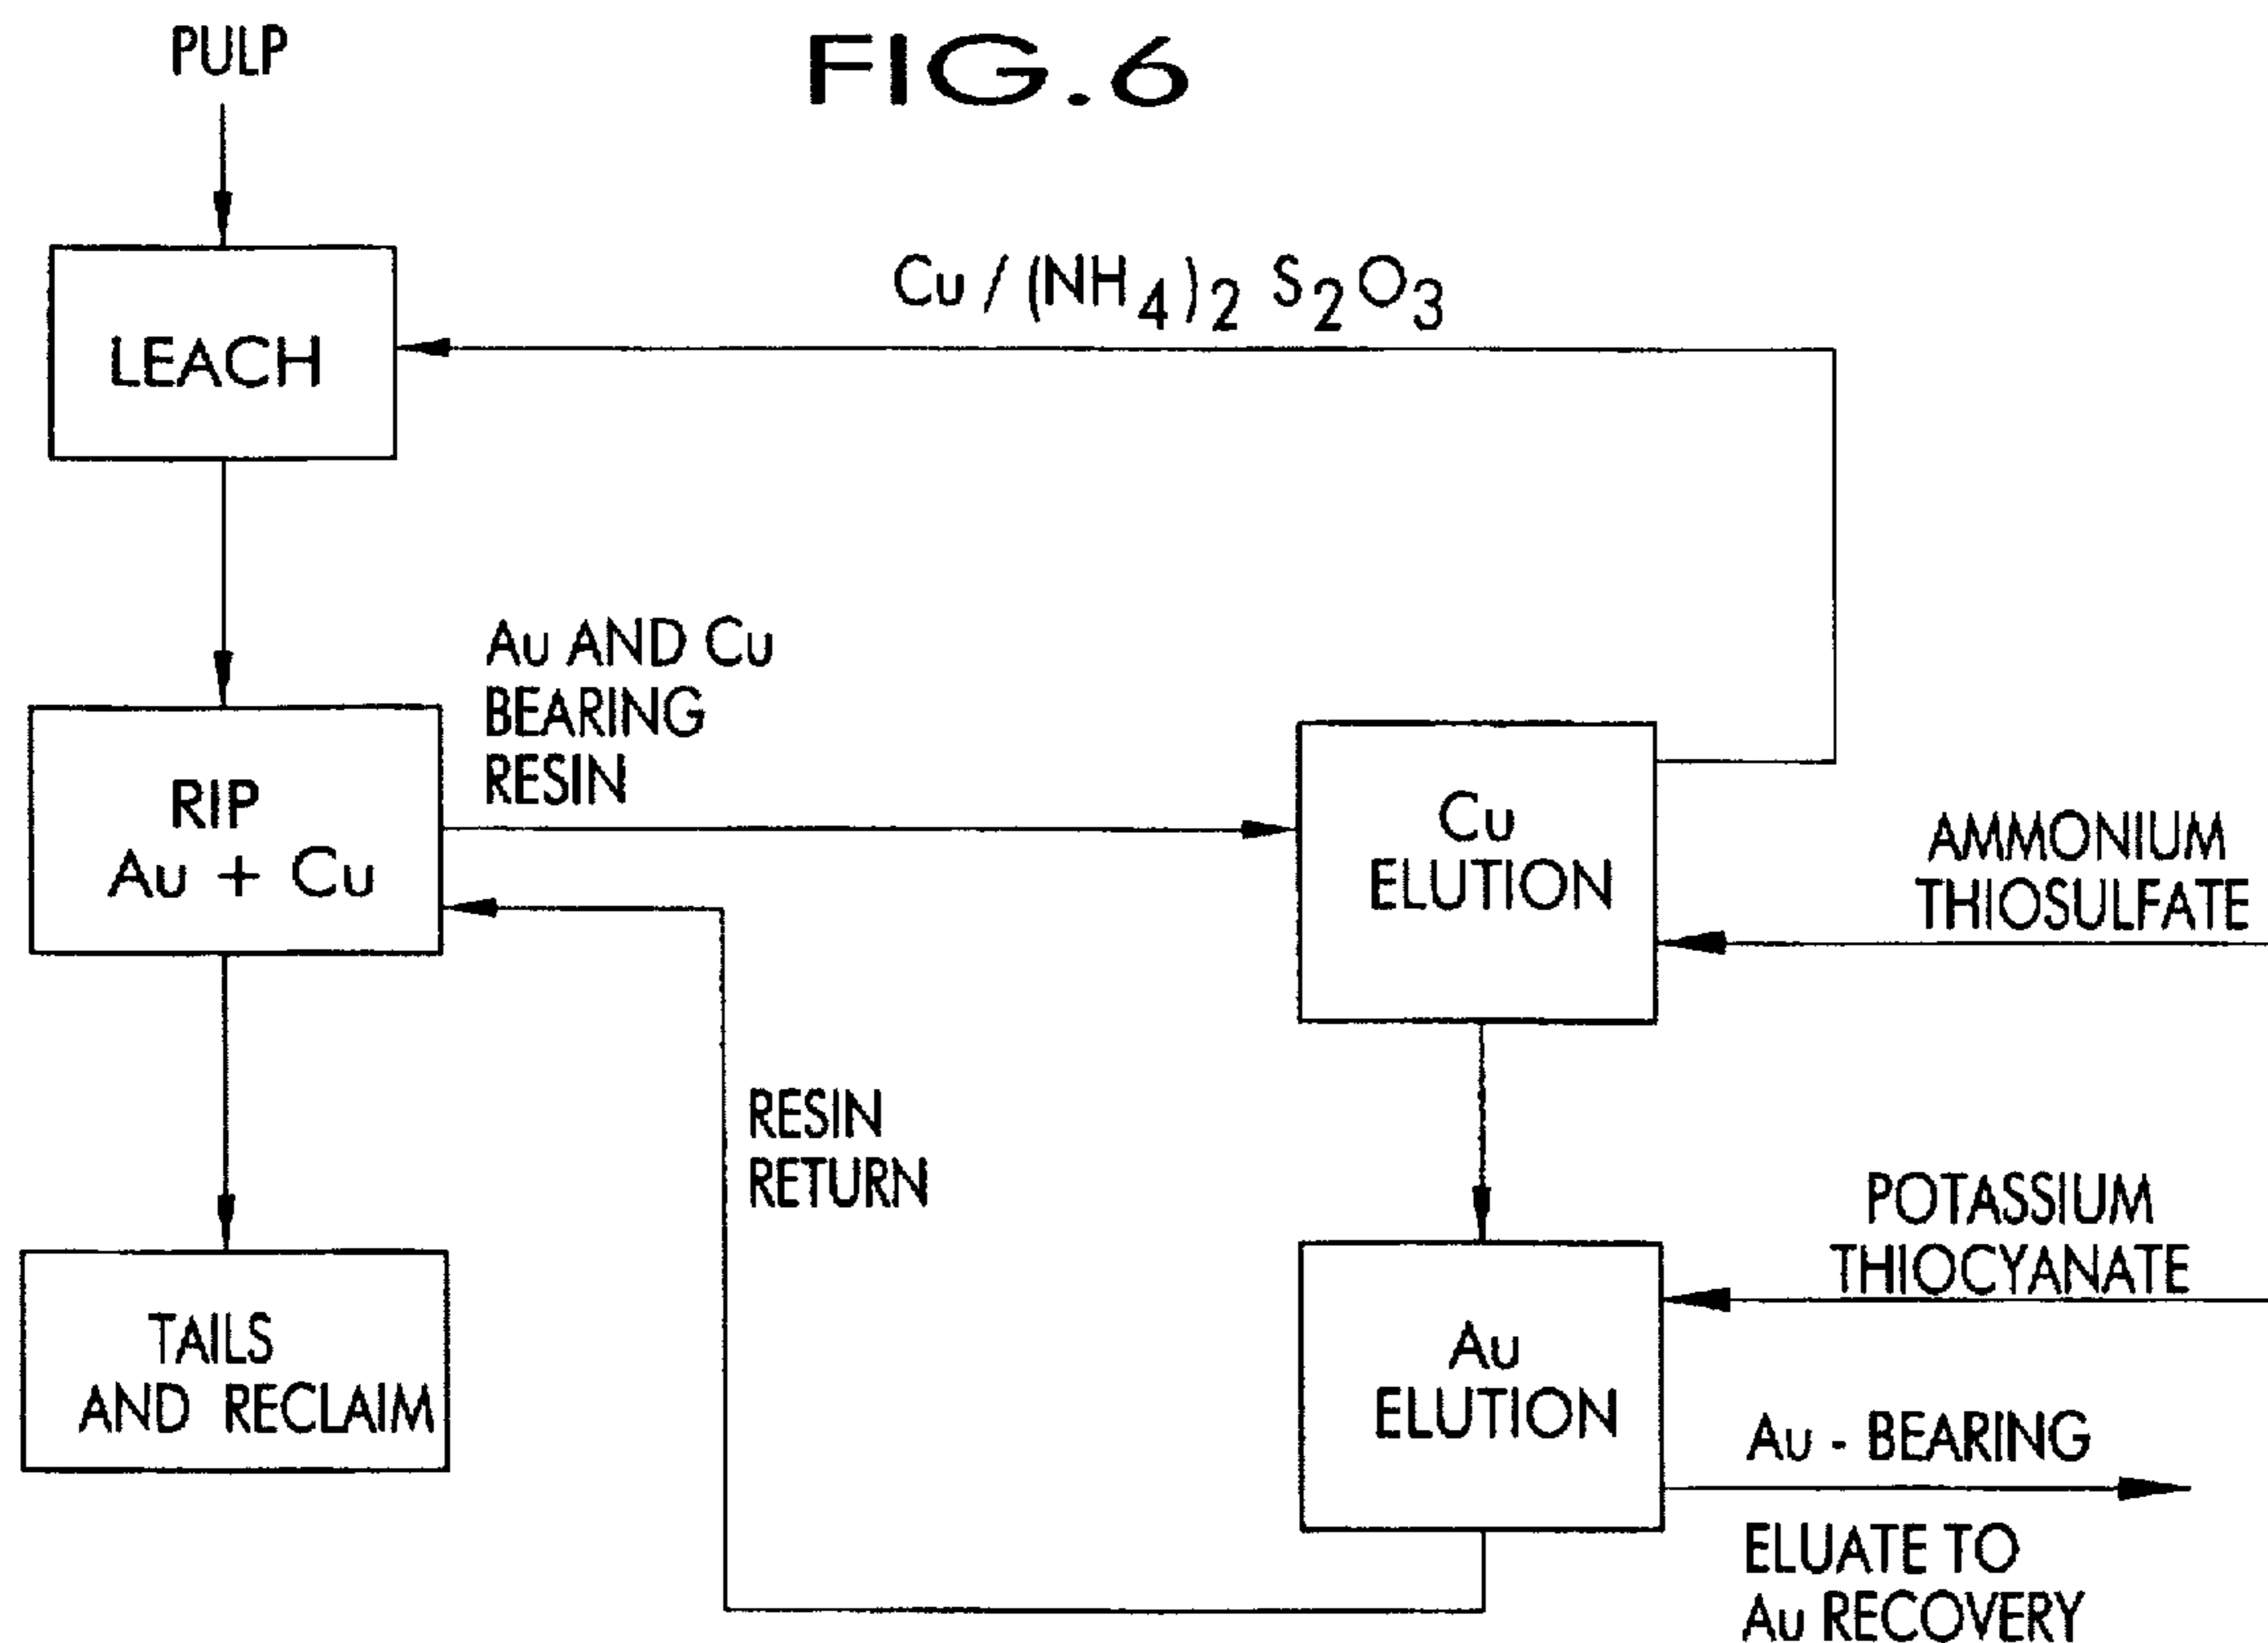 PULP
FIG.6
LEACH
Cu / (NH4)2 S2O3
Au AND Cu
BEARING
RESIN
RIP
Au + Cu
Cu
ELUTION
AMMONIUM
THIOSULFATE
RESIN
RETURN
TAILS
AND RECLAIM
POTASSIUM
THIOCYANATE
Au
ELUTION
Au - BEARING
ELUATE TO
Au RECOVERY